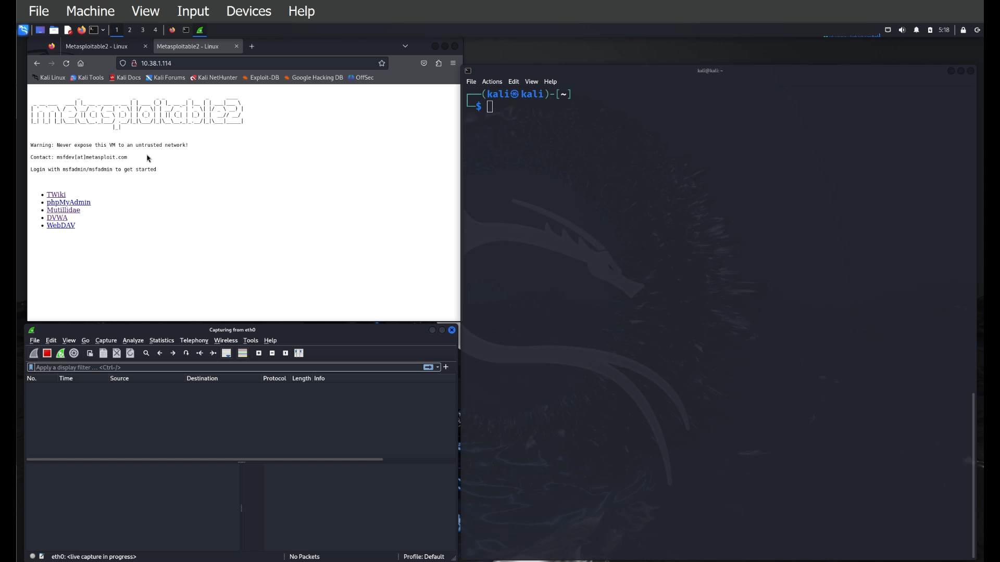 File Machine View Input Devices Help
1 2 3 4 5:18
Metasploitable2 - Linux Metasploitable2 - Linux
10.38.1.114
Kali Linux Kali Tools Kali Docs Kali Forums Kali NetHunter Exploit-DB Google Hacking DB OffSec
metasploitable2
Warning: Never expose this VM to an untrusted network!
Contact: msfdev[at]metasploit.com
Login with msfadmin/msfadmin to get started
• TWiki
• phpMyAdmin
• Mutillidae
• DVWA
• WebDAV
kali@kali: ~
File Actions Edit View Help
┌──(kali㉿kali)-[~]
└─$
Capturing from eth0
File Edit View Go Capture Analyze Statistics Telephony Wireless Tools Help
Apply a display filter … <Ctrl-/>
No. Time Source Destination Protocol Length Info
eth0: <live capture in progress> No Packets Profile: Default